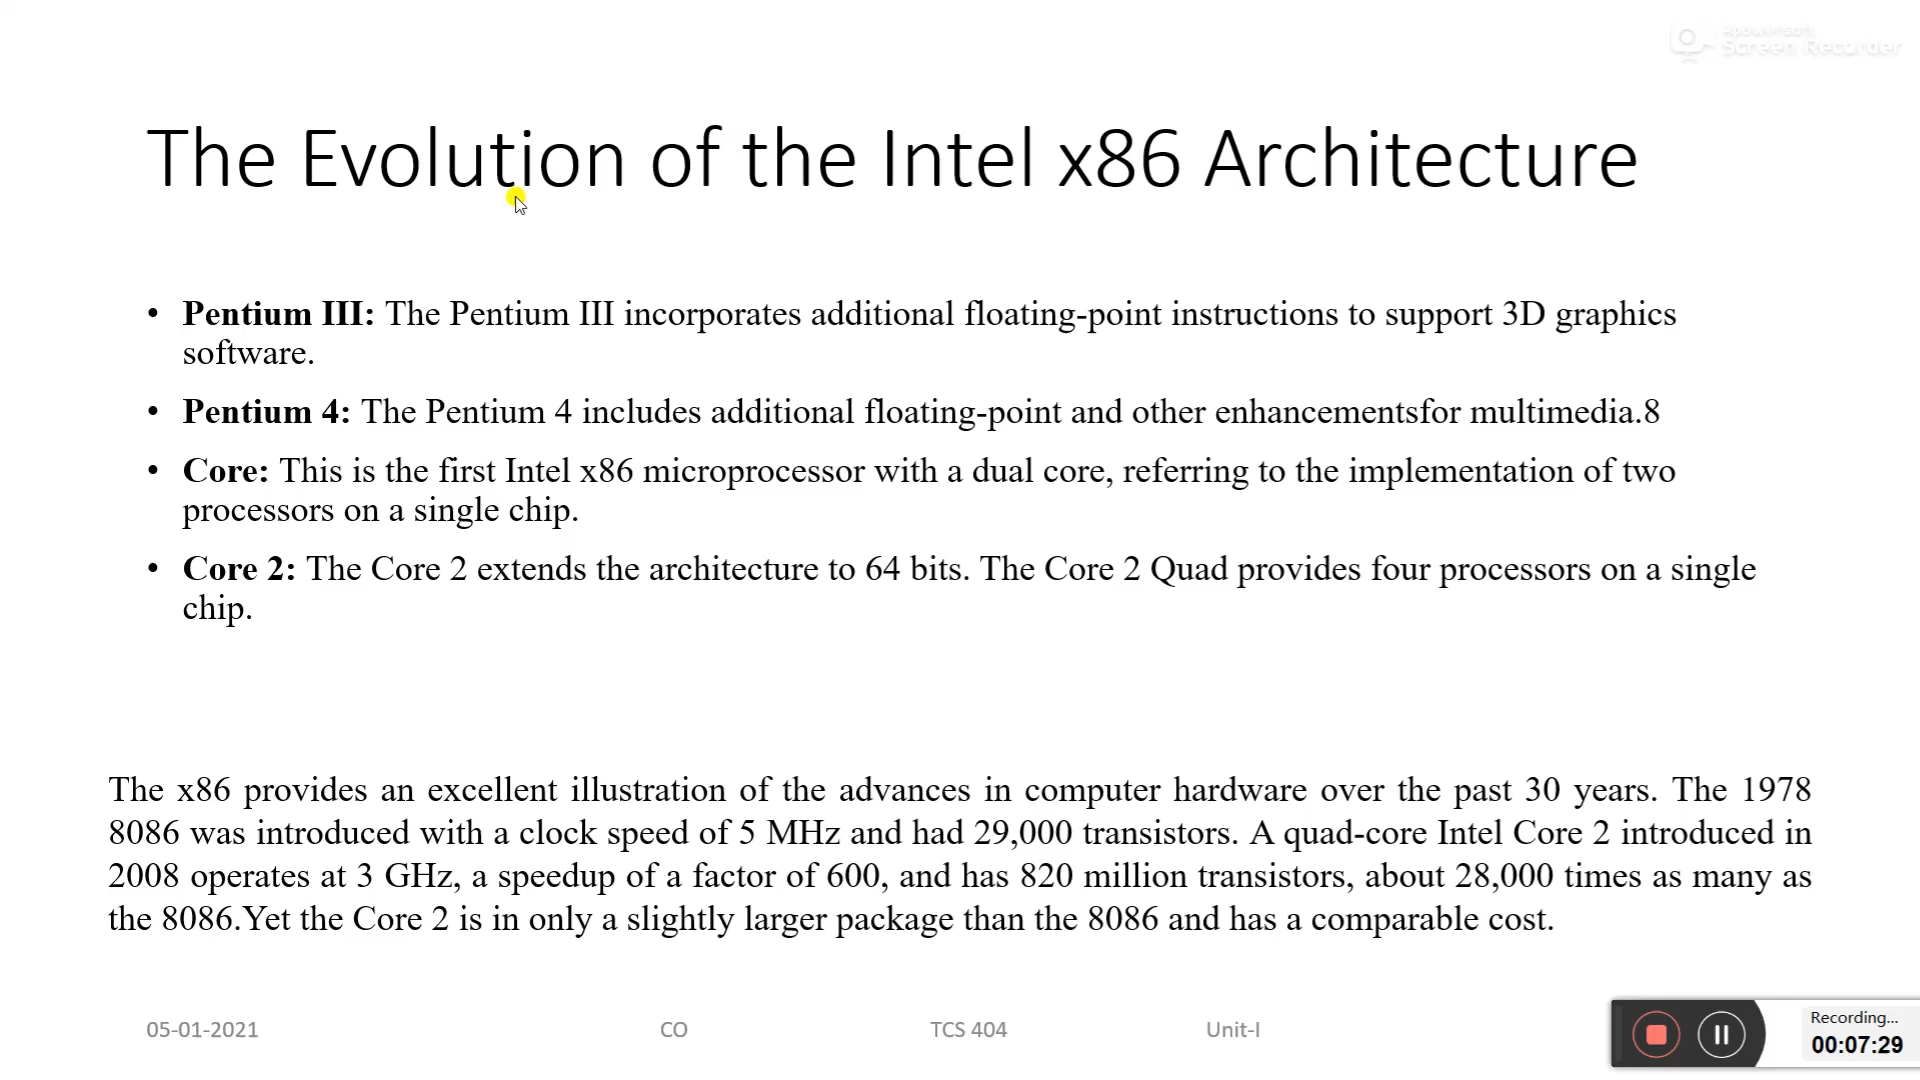 Apowersoft
Screen Recorder
The Evolution of the Intel x86 Architecture
• Pentium III: The Pentium III incorporates additional floating-point instructions to support 3D graphics
software.
• Pentium 4: The Pentium 4 includes additional floating-point and other enhancementsfor multimedia.8
• Core: This is the first Intel x86 microprocessor with a dual core, referring to the implementation of two
processors on a single chip.
• Core 2: The Core 2 extends the architecture to 64 bits. The Core 2 Quad provides four processors on a single
chip.
The x86 provides an excellent illustration of the advances in computer hardware over the past 30 years. The 1978
8086 was introduced with a clock speed of 5 MHz and had 29,000 transistors. A quad-core Intel Core 2 introduced in
2008 operates at 3 GHz, a speedup of a factor of 600, and has 820 million transistors, about 28,000 times as many as
the 8086.Yet the Core 2 is in only a slightly larger package than the 8086 and has a comparable cost.
05-01-2021 CO TCS 404 Unit-I
Recording...
00:07:29